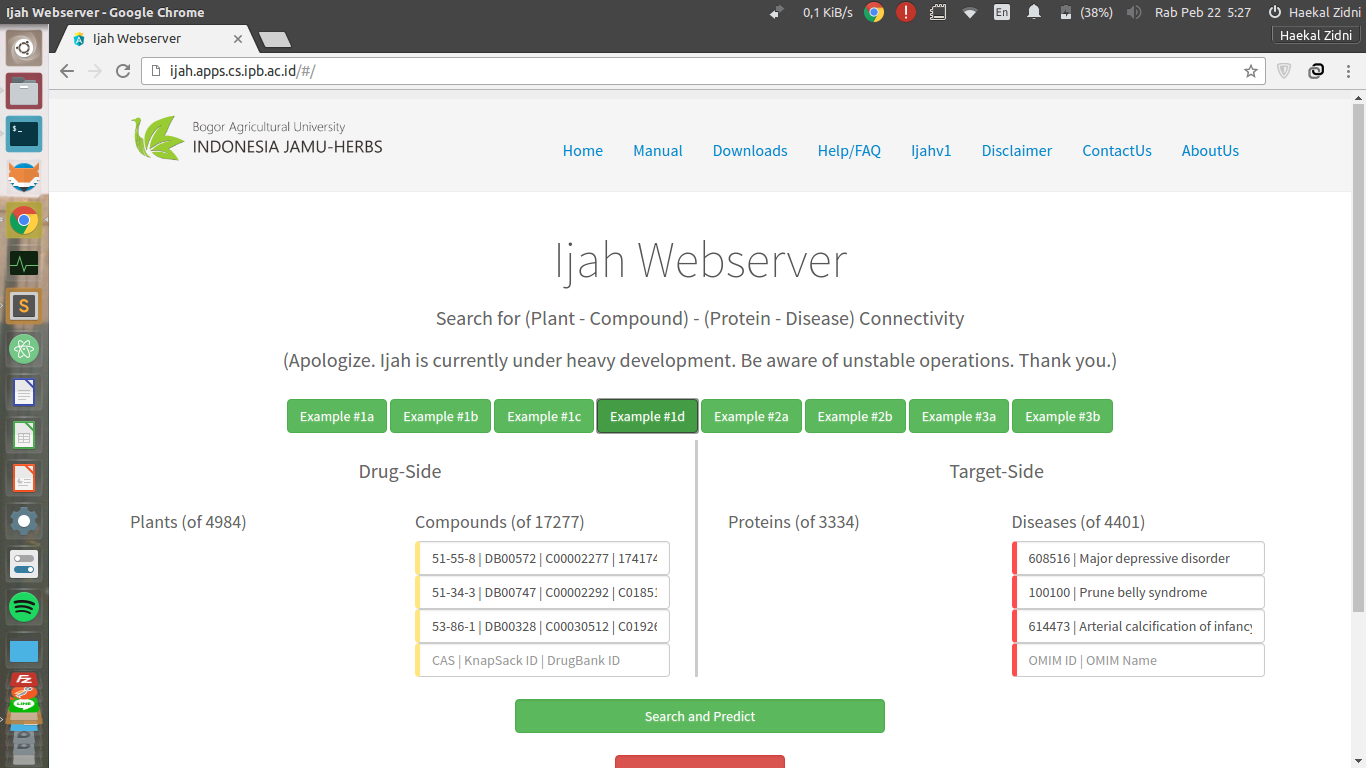 Ijah Webserver - Google Chrome
0,1 KiB/s
En
(38%)
Rab Peb 22 5:27
Haekal Zidni
Ijah Webserver
Haekal Zidni
ijah.apps.cs.ipb.ac.id/#/
Bogor Agricultural University
INDONESIA JAMU-HERBS
Home Manual Downloads Help/FAQ Ijahv1 Disclaimer ContactUs AboutUs
Ijah Webserver
Search for (Plant - Compound) - (Protein - Disease) Connectivity
(Apologize. Ijah is currently under heavy development. Be aware of unstable operations. Thank you.)
Example #1a Example #1b Example #1c Example #1d Example #2a Example #2b Example #3a Example #3b
Drug-Side
Target-Side
Plants (of 4984)
Compounds (of 17277)
51-55-8 | DB00572 | C00002277 | 174174
51-34-3 | DB00747 | C00002292 | C01851
53-86-1 | DB00328 | C00030512 | C01926
CAS | KnapSack ID | DrugBank ID
Proteins (of 3334)
Diseases (of 4401)
608516 | Major depressive disorder
100100 | Prune belly syndrome
614473 | Arterial calcification of infancy
OMIM ID | OMIM Name
Search and Predict
S
FZ
LINE